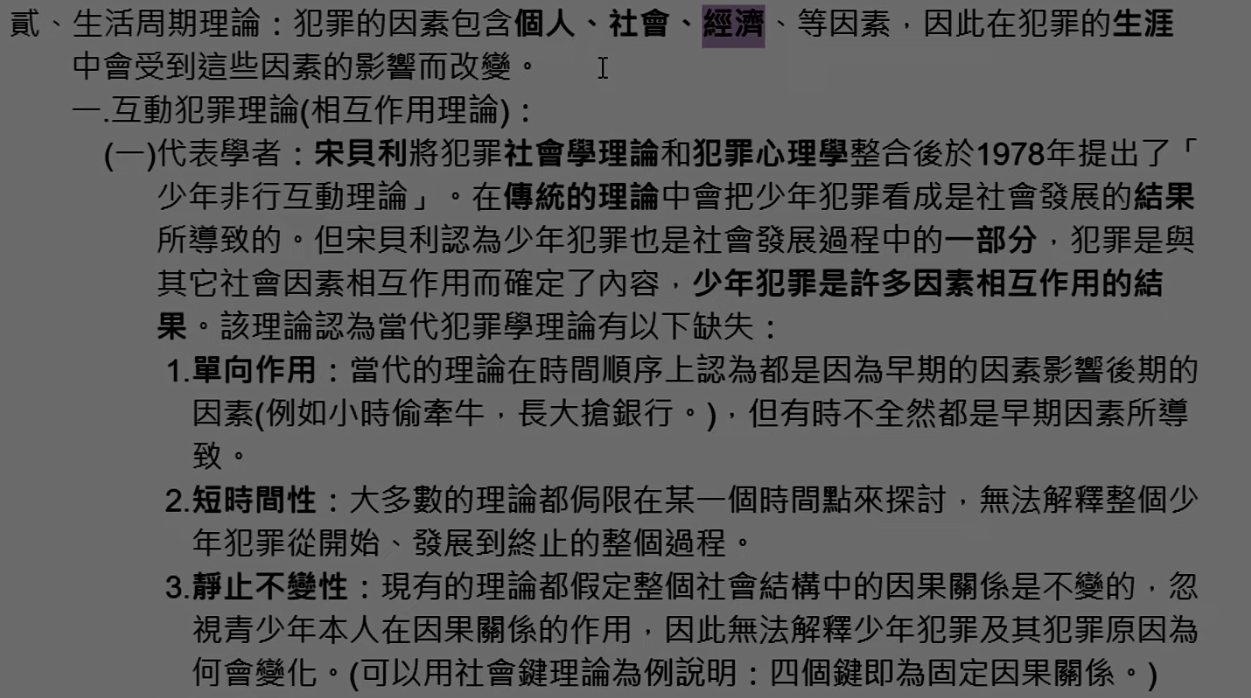 貳、生活周期理論：犯罪的因素包含個人、社會、經濟、等因素，因此在犯罪的生涯
中會受到這些因素的影響而改變。
一.互動犯罪理論(相互作用理論)：
(一)代表學者：宋貝利將犯罪社會學理論和犯罪心理學整合後於1978年提出了「
少年非行互動理論」。在傳統的理論中會把少年犯罪看成是社會發展的結果
所導致的。但宋貝利認為少年犯罪也是社會發展過程中的一部分，犯罪是與
其它社會因素相互作用而確定了內容，少年犯罪是許多因素相互作用的結
果。該理論認為當代犯罪學理論有以下缺失：
1.單向作用：當代的理論在時間順序上認為都是因為早期的因素影響後期的
因素(例如小時偷牽牛，長大搶銀行。)，但有時不全然都是早期因素所導
致。
2.短時間性：大多數的理論都侷限在某一個時間點來探討，無法解釋整個少
年犯罪從開始、發展到終止的整個過程。
3.靜止不變性：現有的理論都假定整個社會結構中的因果關係是不變的，忽
視青少年本人在因果關係的作用，因此無法解釋少年犯罪及其犯罪原因為
何會變化。(可以用社會鍵理論為例說明：四個鍵即為固定因果關係。)